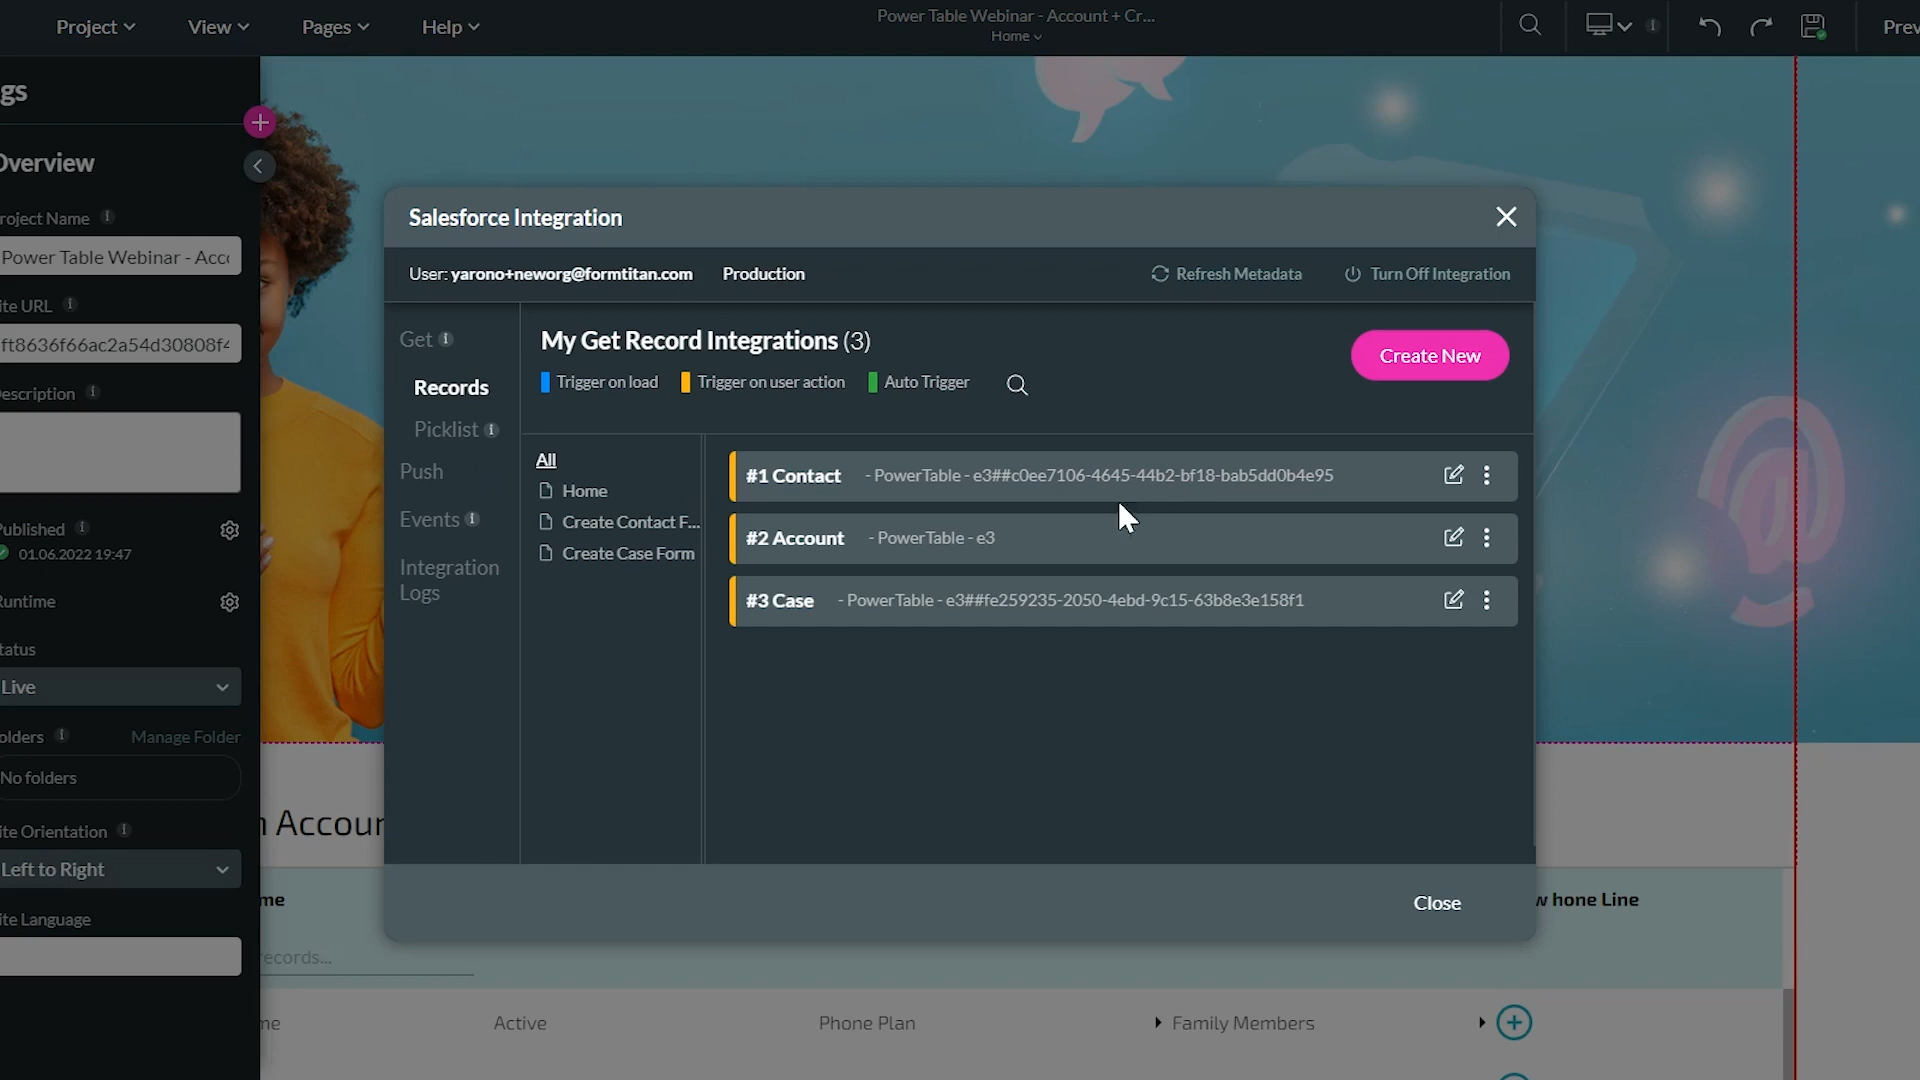 Project
View
Pages
Help
Power Table Webinar - Account + Cr...
Home
Prev
gs
Overview
roject Name
Power Table Webinar - Acc
ite URL
ft8636f66ac2a54d30808f4
escription
Published
01.06.2022 19:47
Runtime
tatus
Live
olders
Manage Folder
No folders
ite Orientation
Left to Right
ite Language
Salesforce Integration
User: yarono+neworg@formtitan.com
Production
Refresh Metadata
Turn Off Integration
Get
Records
Picklist
Push
Events
Integration
Logs
My Get Record Integrations (3)
Create New
Trigger on load
Trigger on user action
Auto Trigger
All
Home
Create Contact F...
Create Case Form
#1 Contact - PowerTable - e3##c0ee7106-4645-44b2-bf18-bab5dd0b4e95
#2 Account - PowerTable - e3
#3 Case - PowerTable - e3##fe259235-2050-4ebd-9c15-63b8e3e158f1
Close
n Accour
me
w hone Line
ecords...
me
Active
Phone Plan
Family Members